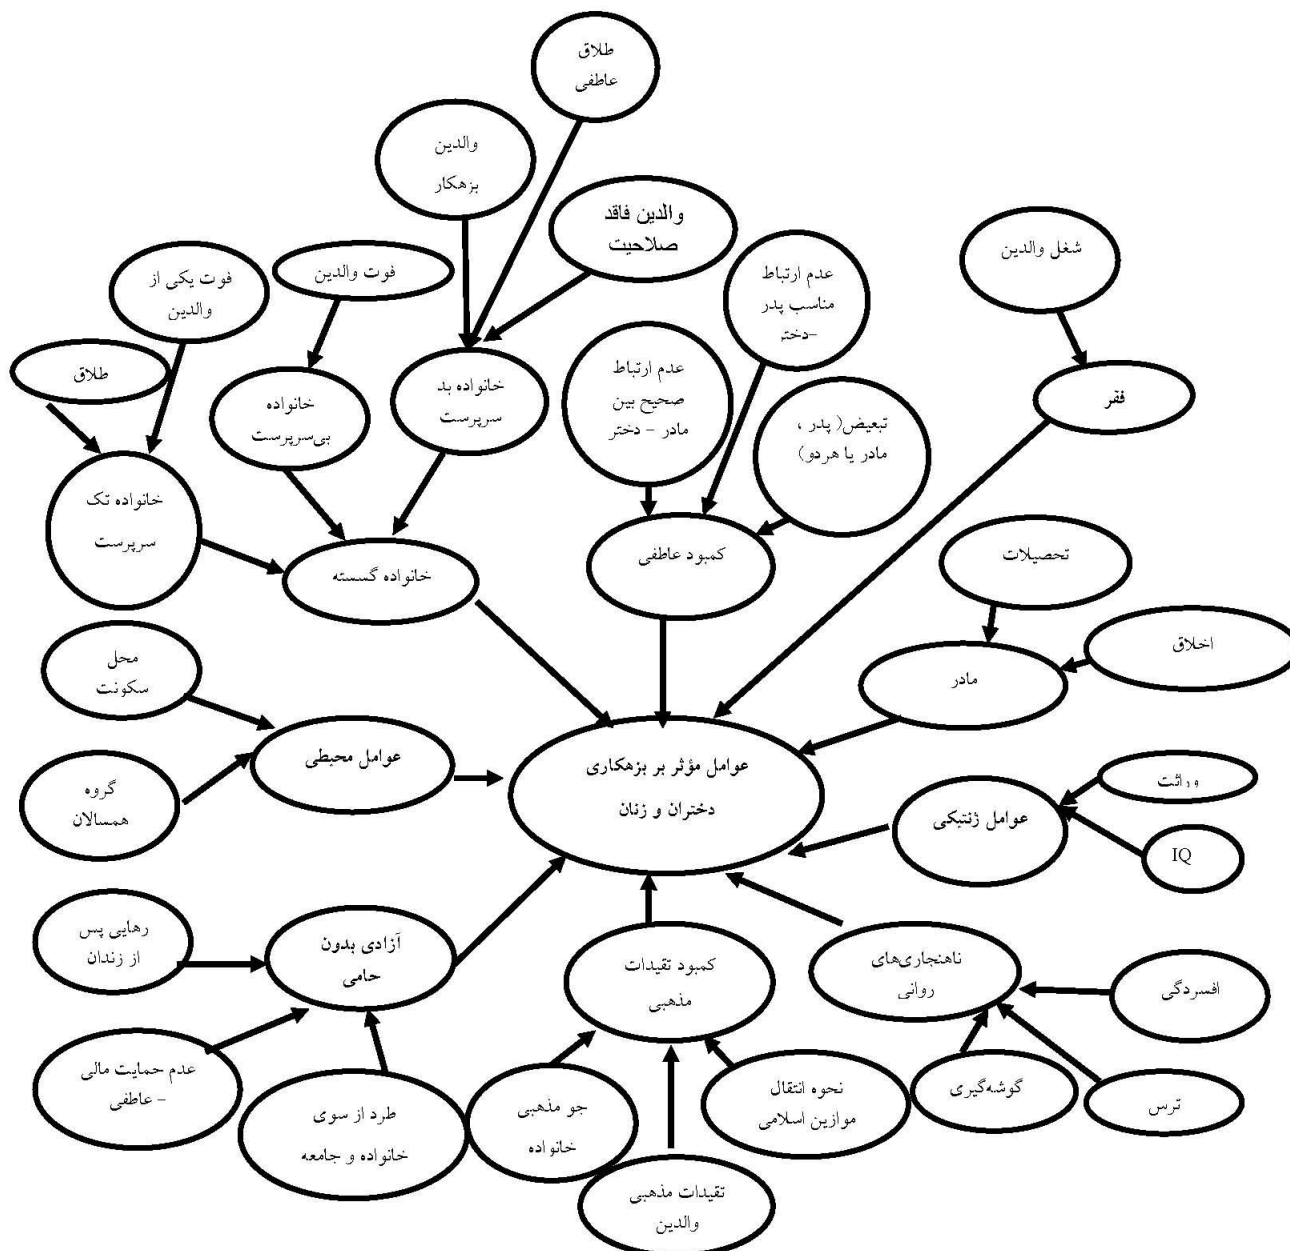 طلاق
عاطفی
والدین
بزهکار
والدین فاقد
صلاحیت
شغل والدین
عدم ارتباط
مناسب پدر
–دختر
فوت والدین
فوت یکی از
والدین
طلاق
خانواده
بی‌سرپرست
خانواده بد
سرپرست
عدم ارتباط
صحیح بین
مادر – دختر
تبعیض( پدر ،
مادر یا هردو)
فقر
خانواده تک
سرپرست
خانواده گسسته
کمبود عاطفی
تحصیلات
اخلاق
مادر
محل
سکونت
عوامل محیطی
گروه
همسالان
عوامل مؤثر بر بزهکاری
دختران و زنان
عوامل ژنتیکی
وراثت
IQ
رهایی پس
از زندان
آزادی بدون
حامی
کمبود تقیدات
مذهبی
ناهنجاری‌های
روانی
افسردگی
عدم حمایت مالی
– عاطفی
طرد از سوی
خانواده و جامعه
جو مذهبی
خانواده
نحوه انتقال
موازین اسلامی
گوشه‌گیری
ترس
تقیدات مذهبی
والدین